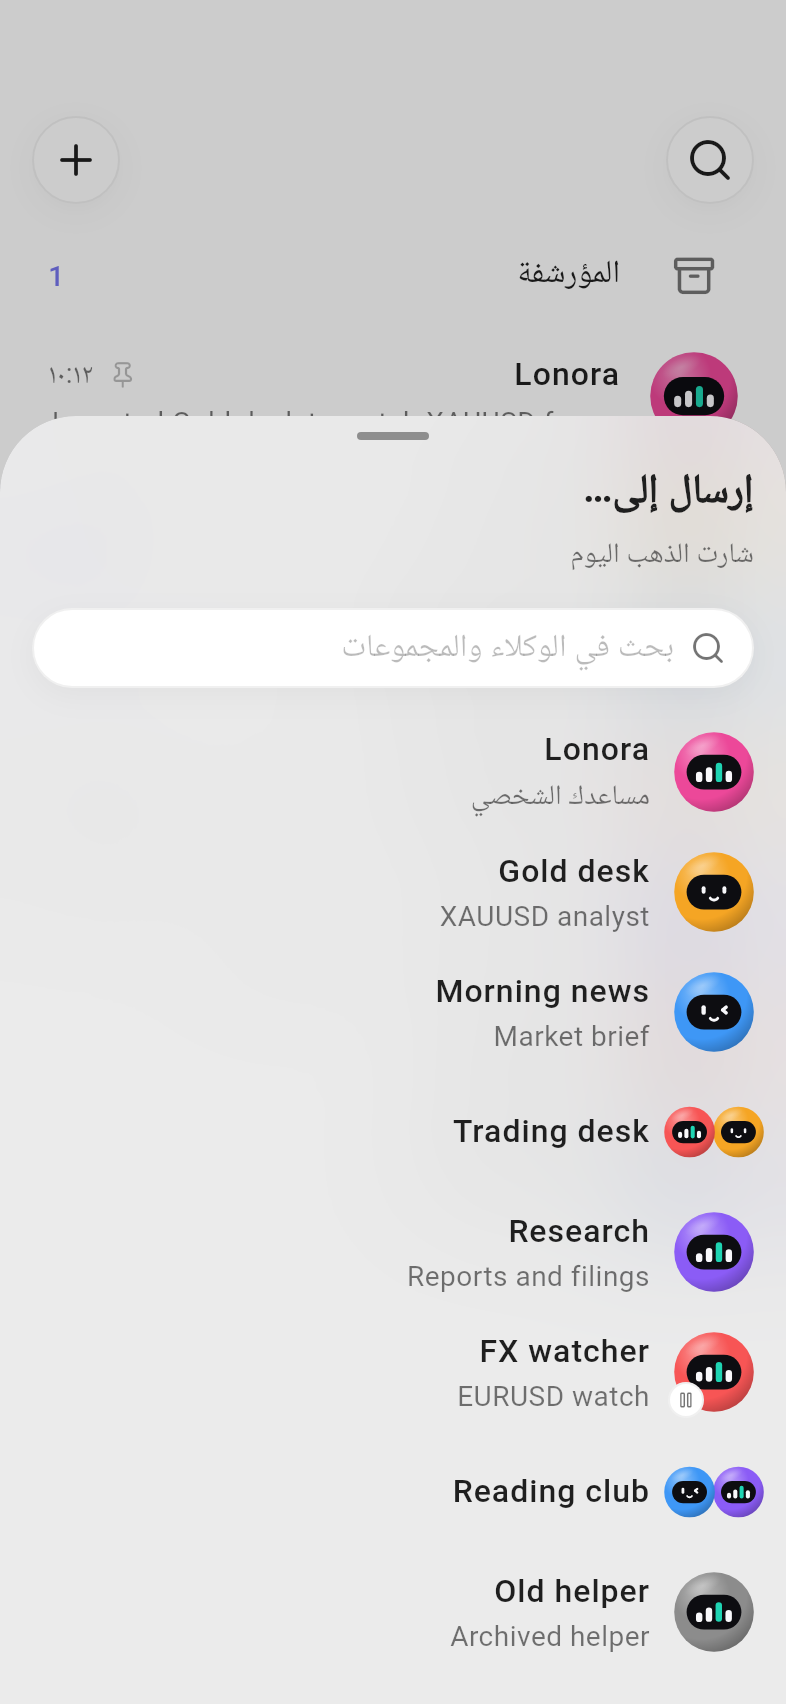 المؤرشفة
1
Lonora
١٠:١٢
إرسال إلى...
شارت الذهب اليوم
بحث في الوكلاء والمجموعات
Lonora
مساعدك الشخصي
Gold desk
XAUUSD analyst
Morning news
Market brief
Trading desk
Research
Reports and filings
FX watcher
EURUSD watch
Reading club
Old helper
Archived helper